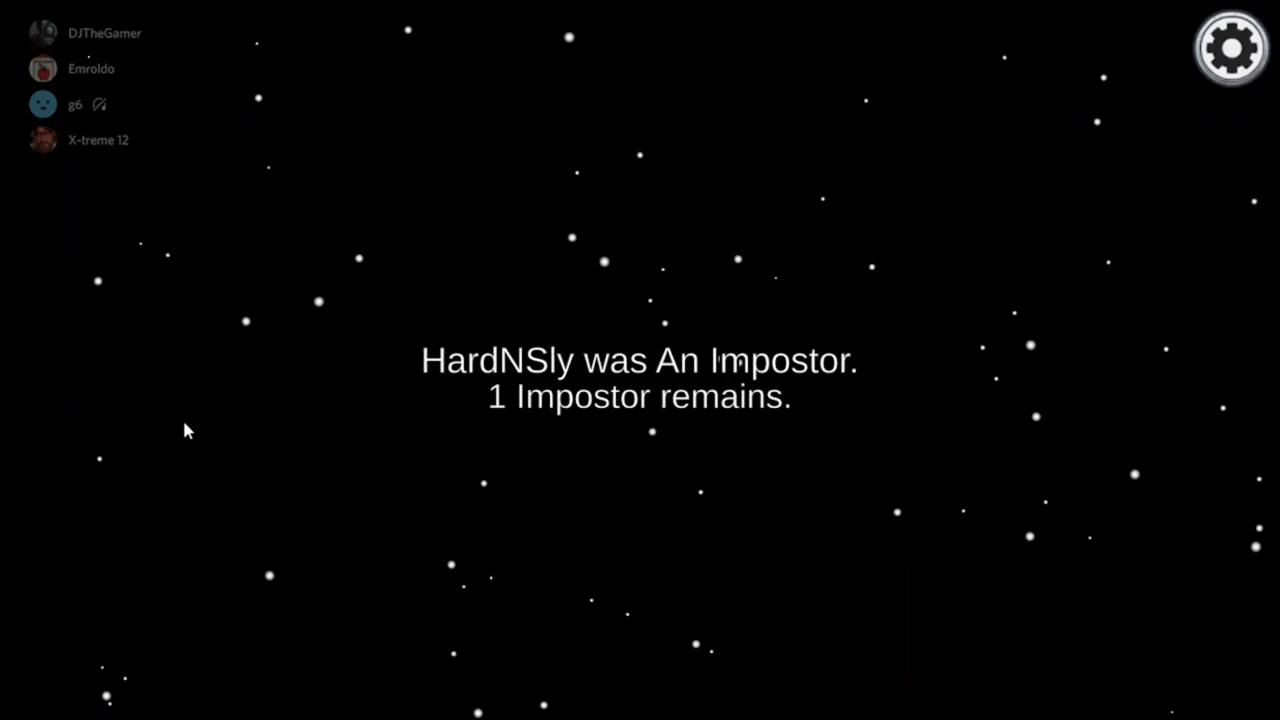 DJTheGamer
Emroldo
g6
X-treme 12
HardNSly was An Impostor.
1 Impostor remains.